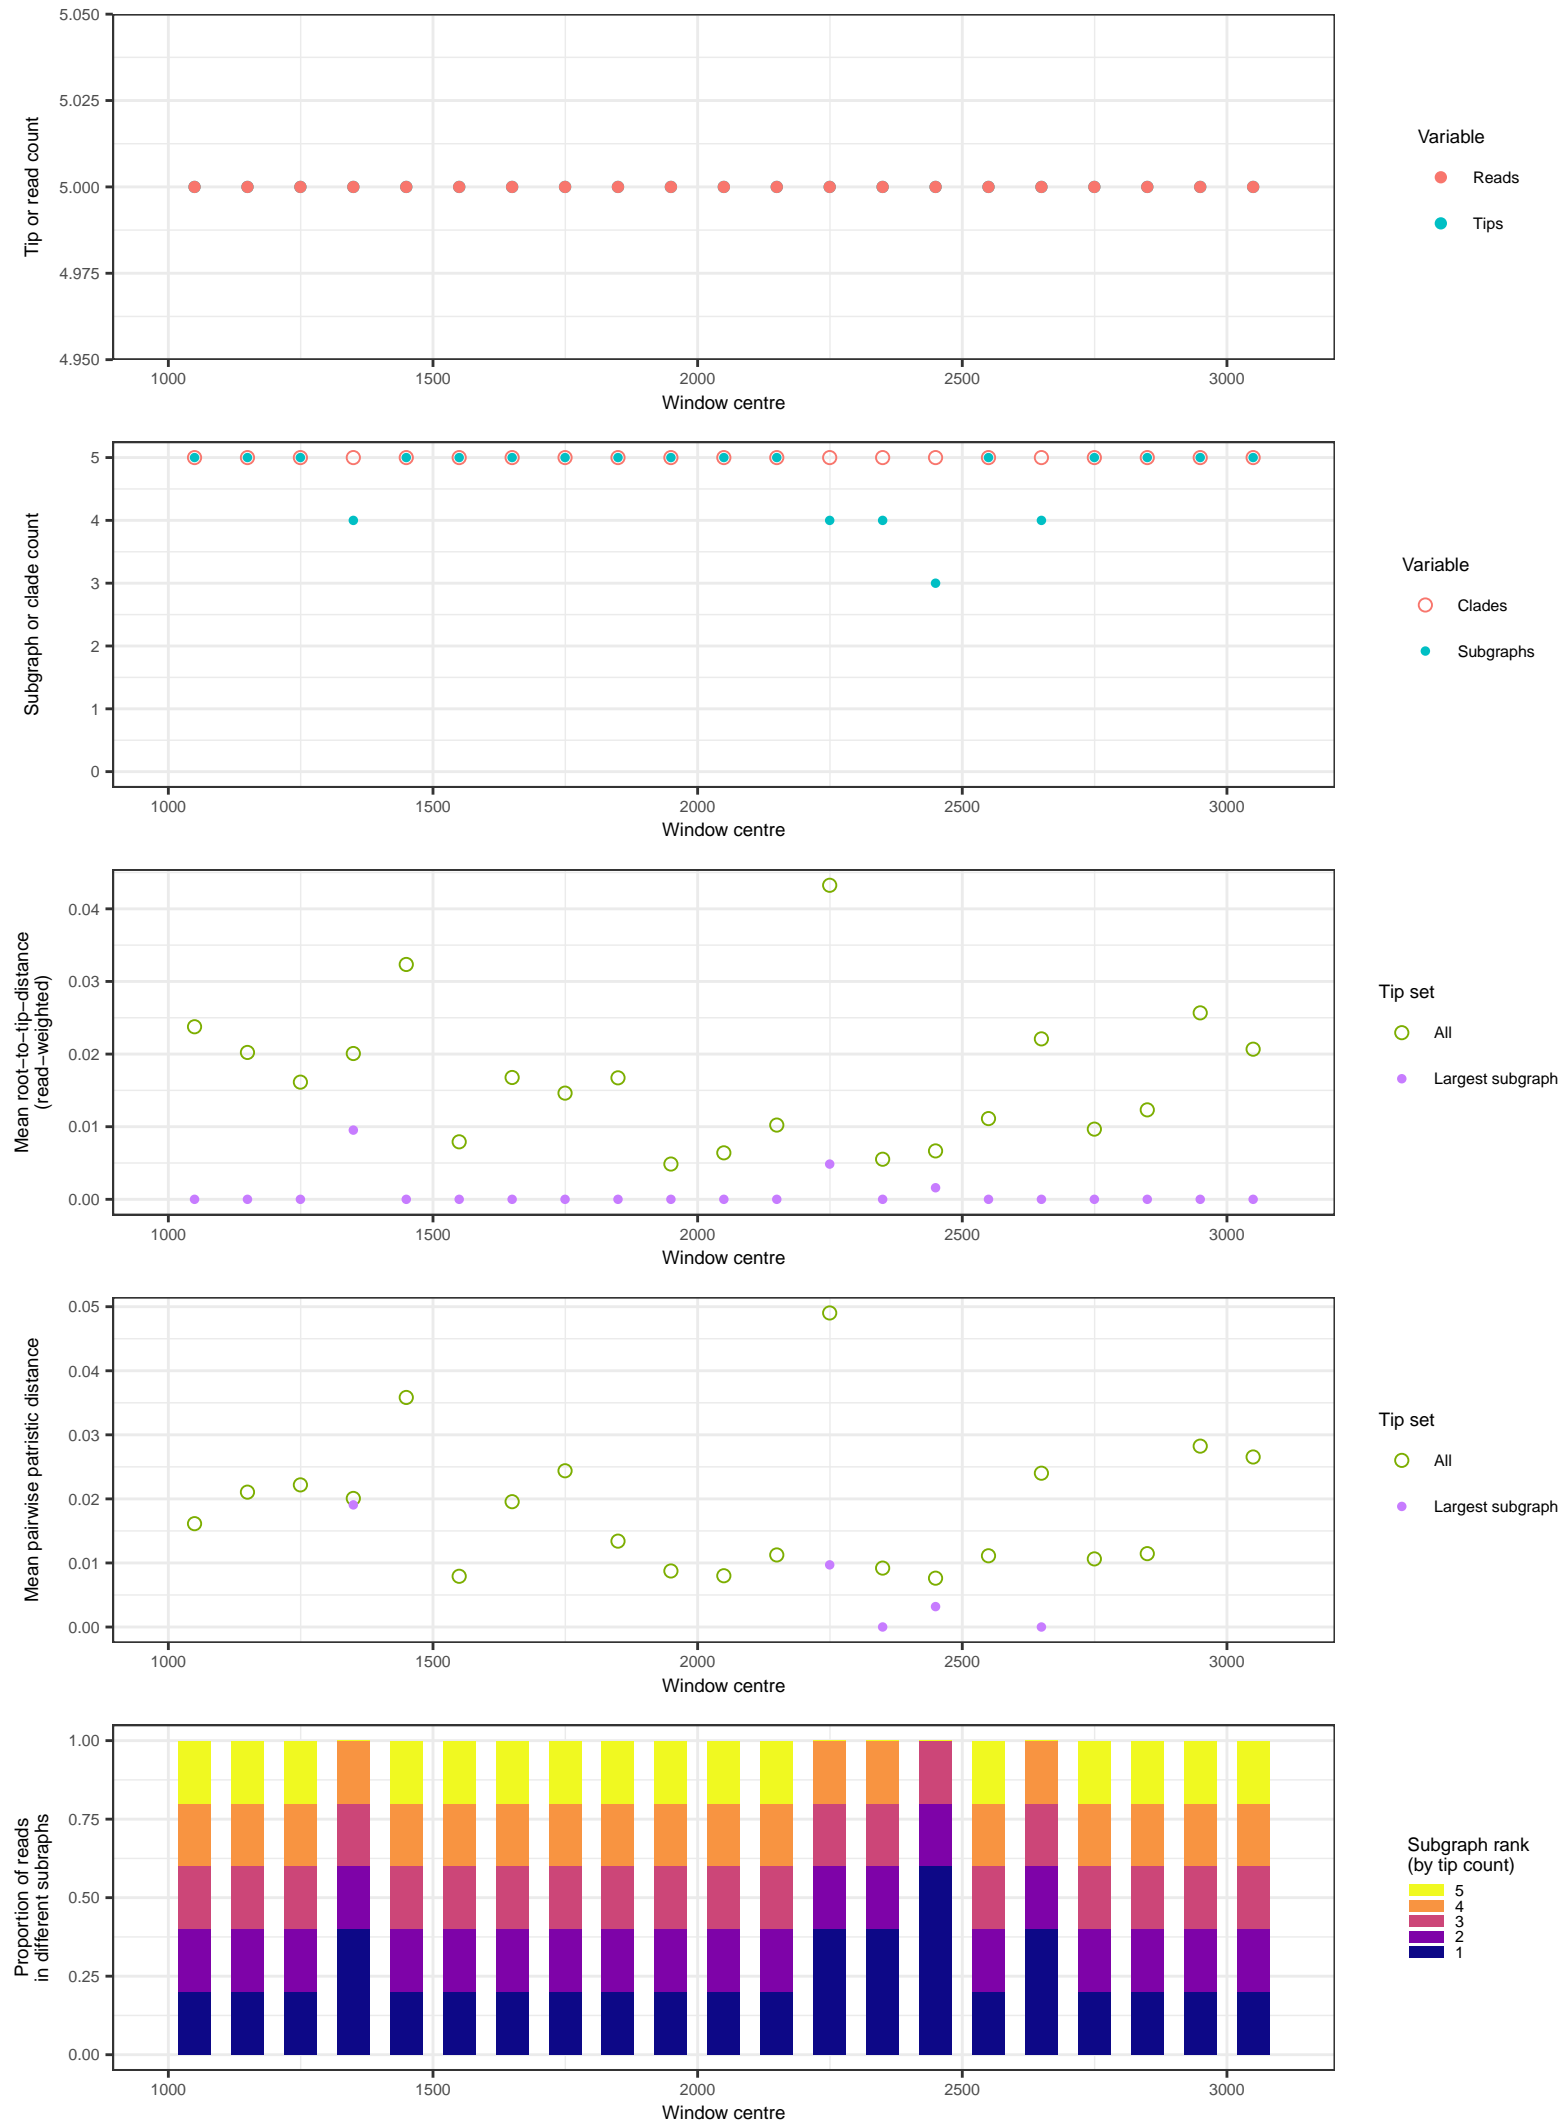 5.050
5.025
5.000
4.975
4.950
Tip or read count
1000 1500 2000 2500 3000
Window centre
Variable
Reads
Tips
5
4
3
2
1
0
Subgraph or clade count
1000 1500 2000 2500 3000
Window centre
Variable
Clades
Subgraphs
0.04
0.03
0.02
0.01
0.00
Mean root−to−tip−distance
(read−weighted)
1000 1500 2000 2500 3000
Window centre
Tip set
All
Largest subgraph
0.05
0.04
0.03
0.02
0.01
0.00
Mean pairwise patristic distance
1000 1500 2000 2500 3000
Window centre
Tip set
All
Largest subgraph
1.00
0.75
0.50
0.25
0.00
Proportion of reads
in different subraphs
1000 1500 2000 2500 3000
Window centre
Subgraph rank
(by tip count)
5
4
3
2
1